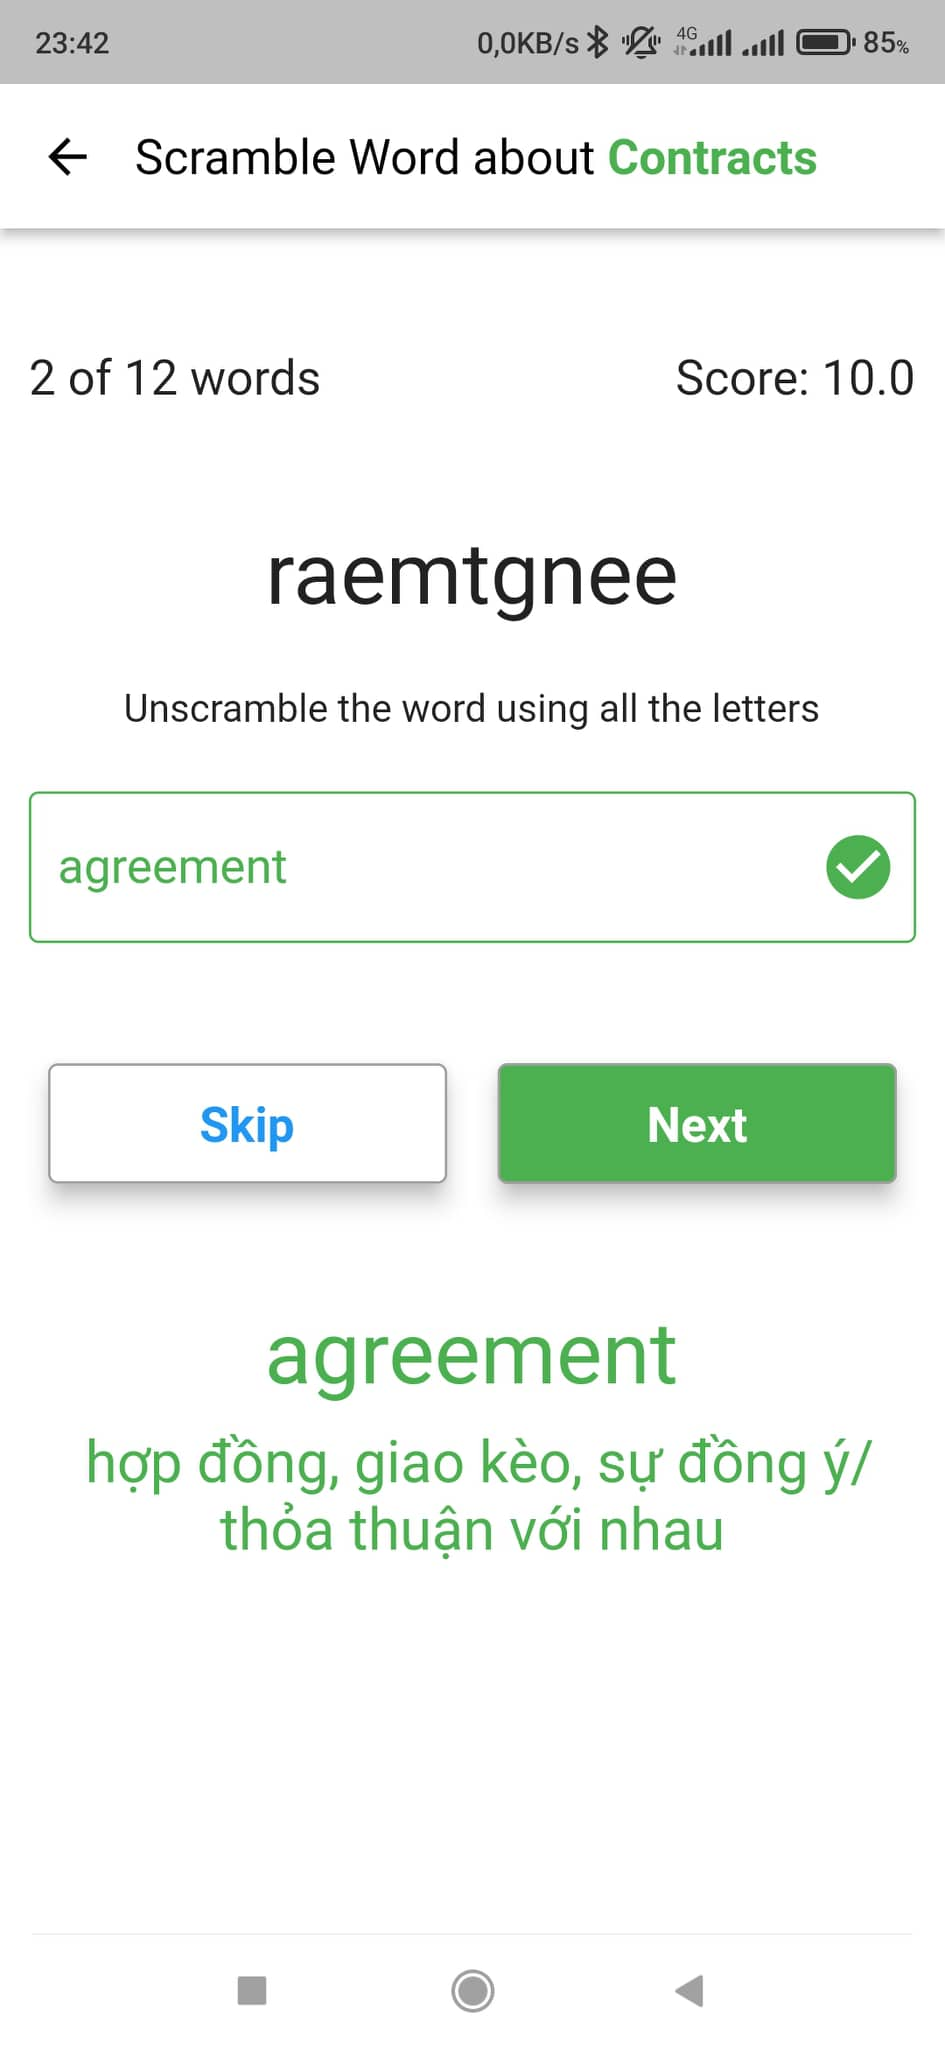 23:42 0,0KB/s 4G 85%
Scramble Word about Contracts
2 of 12 words Score: 10.0
raemtgnee
Unscramble the word using all the letters
agreement
Skip Next
agreement
hợp đồng, giao kèo, sự đồng ý/
thỏa thuận với nhau